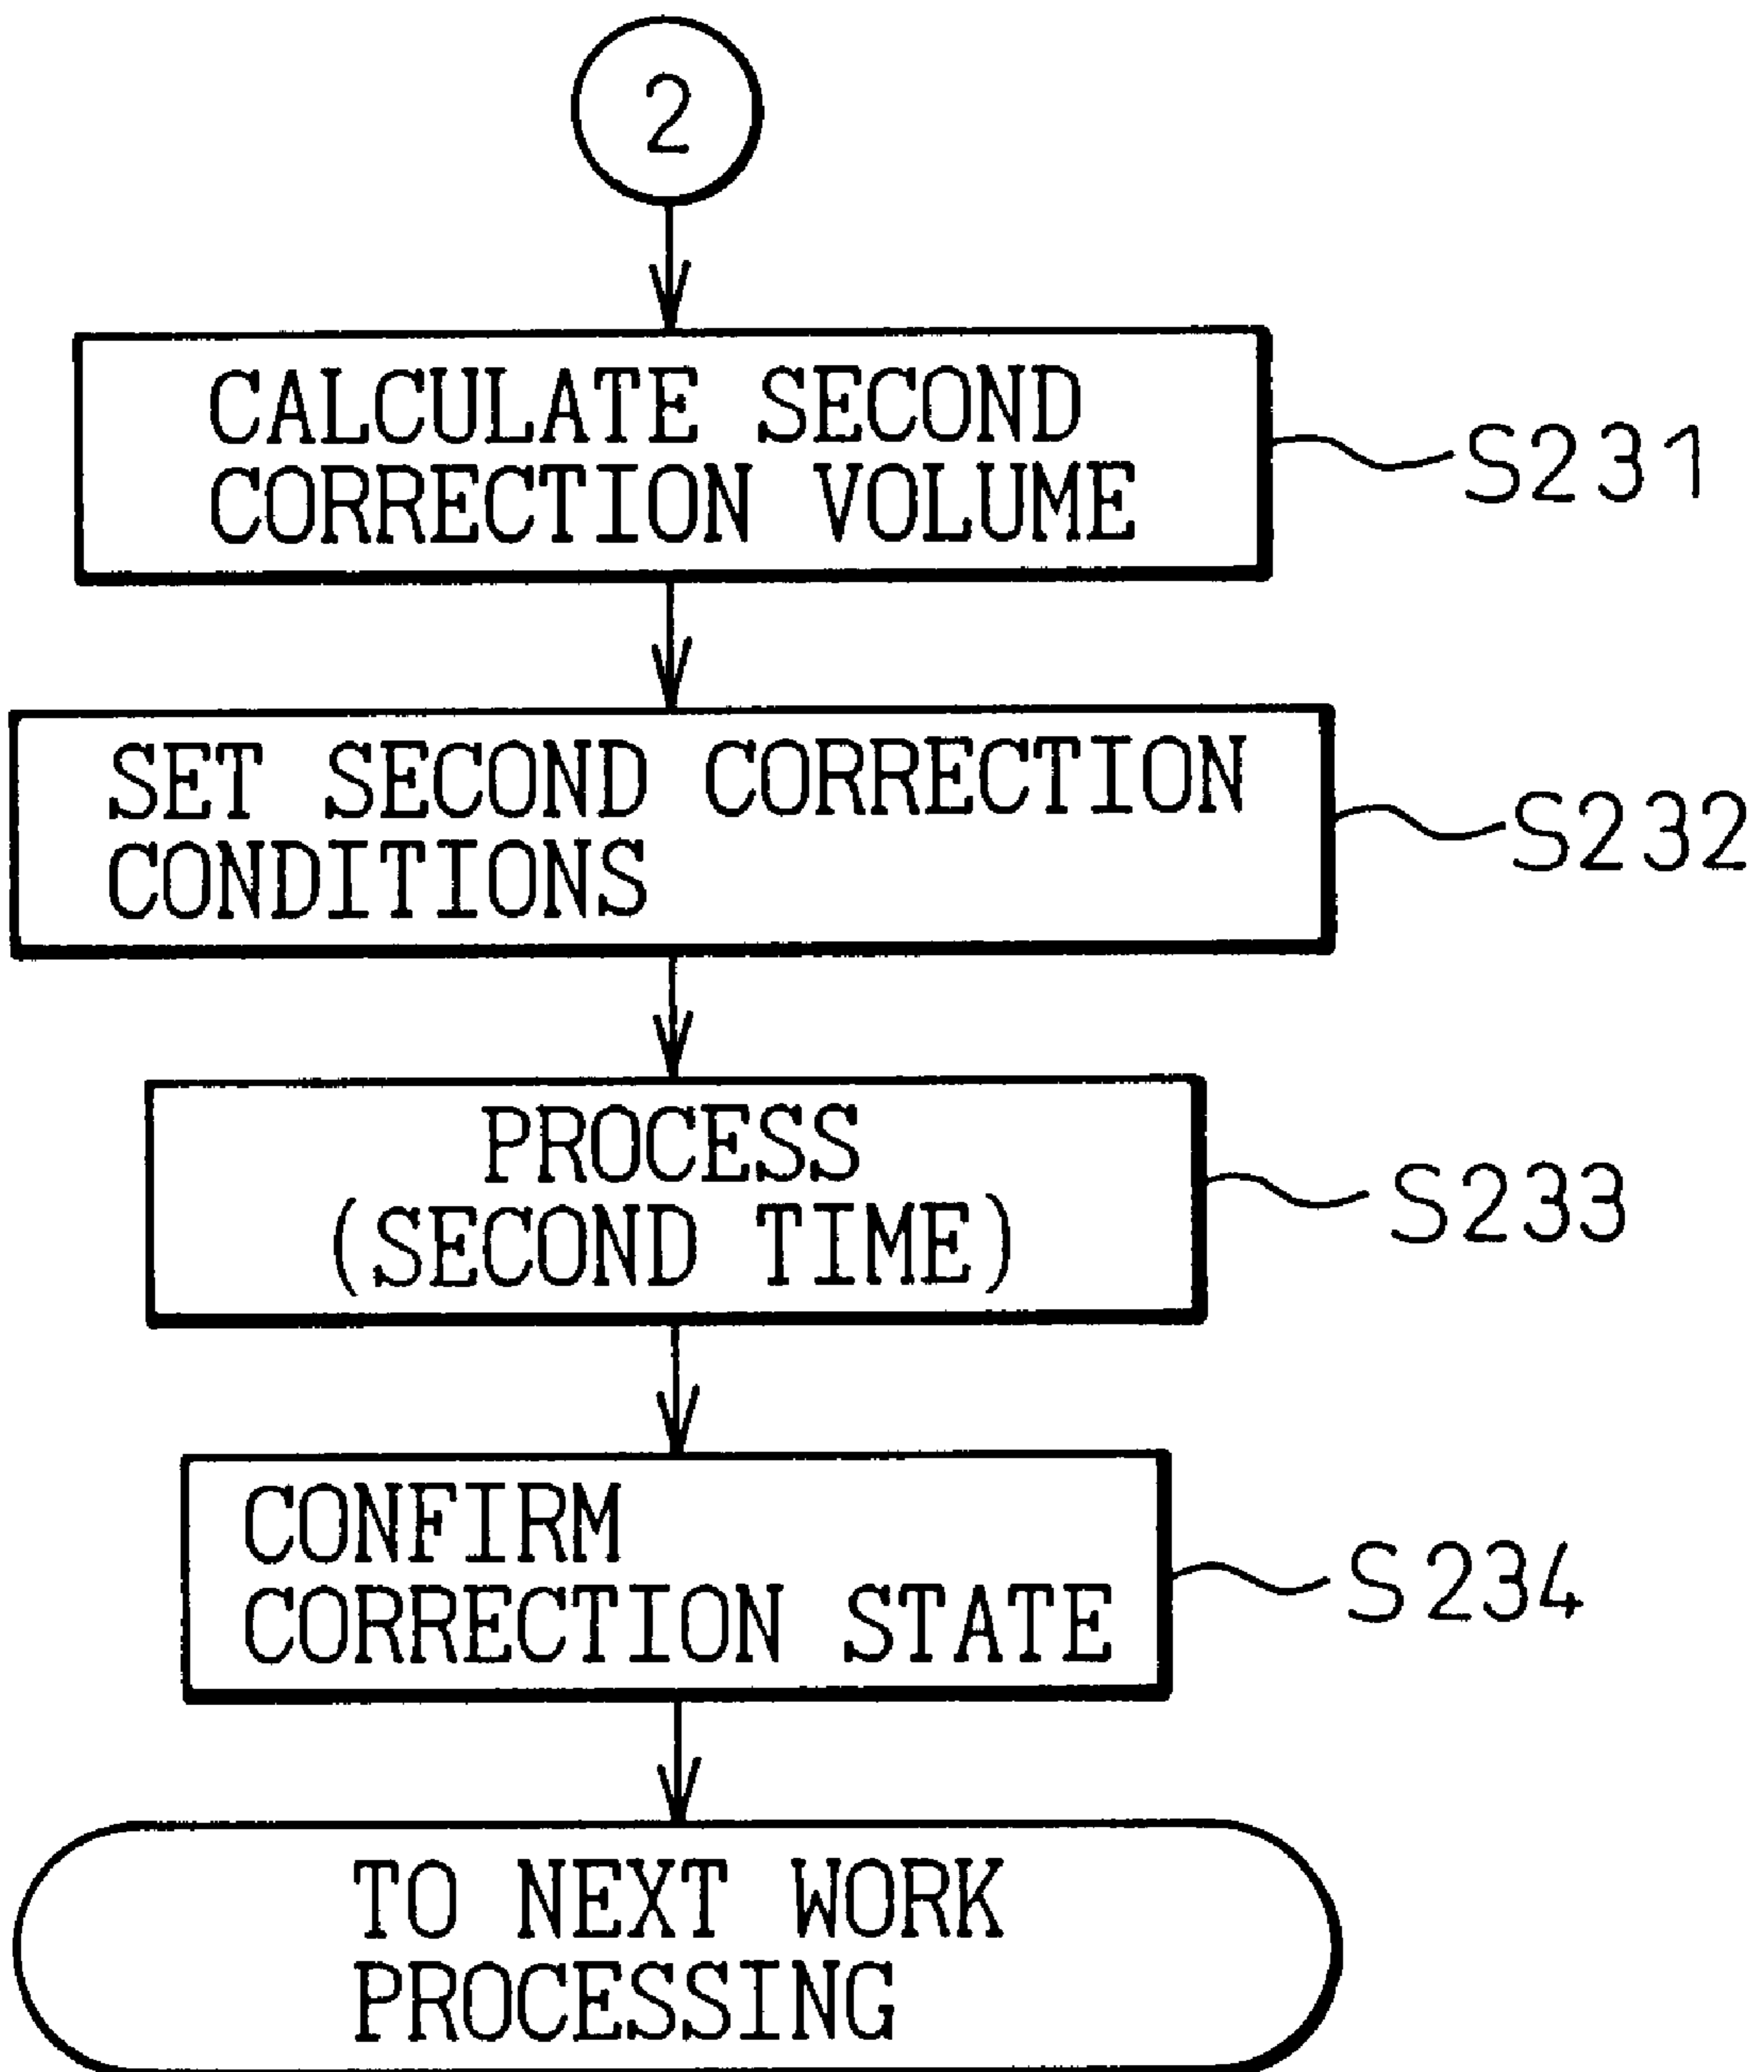 2
CALCULATE SECOND
CORRECTION VOLUME
S231
SET SECOND CORRECTION
CONDITIONS
S232
PROCESS
(SECOND TIME)
S233
CONFIRM
CORRECTION STATE
S234
TO NEXT WORK
PROCESSING